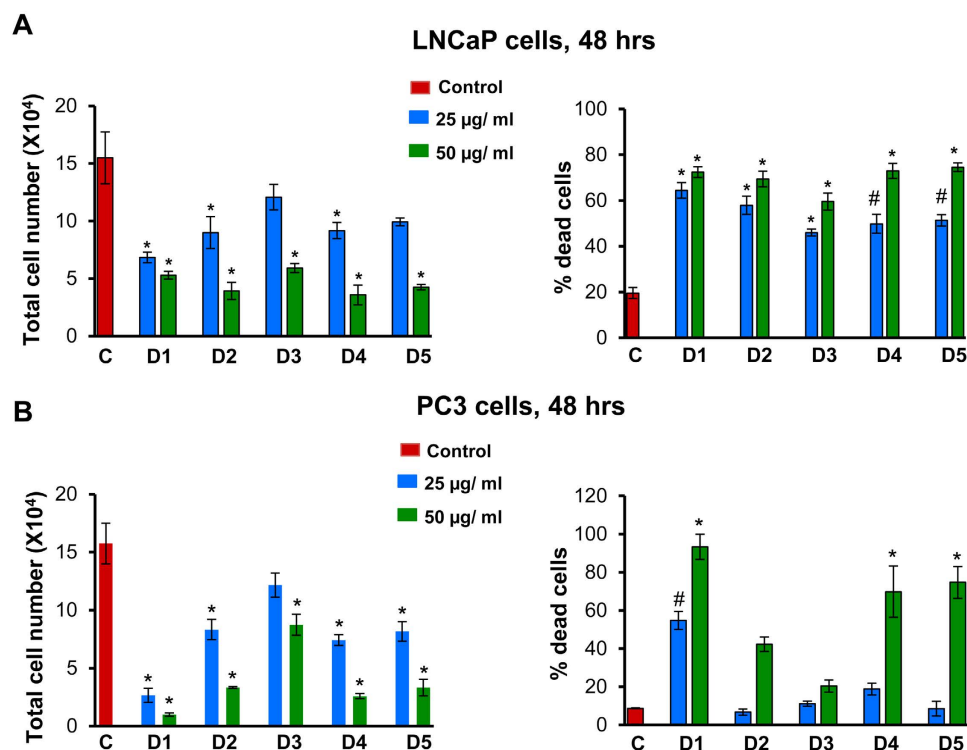 A
LNCaP cells, 48 hrs
Control
25 µg/ ml
50 µg/ ml
Total cell number (X10⁴)
20
15
10
5
0
* * * * * * * *
C D1 D2 D3 D4 D5
% dead cells
100
80
60
40
20
0
* * * * * * # * # *
C D1 D2 D3 D4 D5
B
PC3 cells, 48 hrs
Control
25 µg/ ml
50 µg/ ml
Total cell number (X10⁴)
20
15
10
5
0
* * * * * * * *
C D1 D2 D3 D4 D5
% dead cells
120
100
80
60
40
20
0
# * * *
C D1 D2 D3 D4 D5